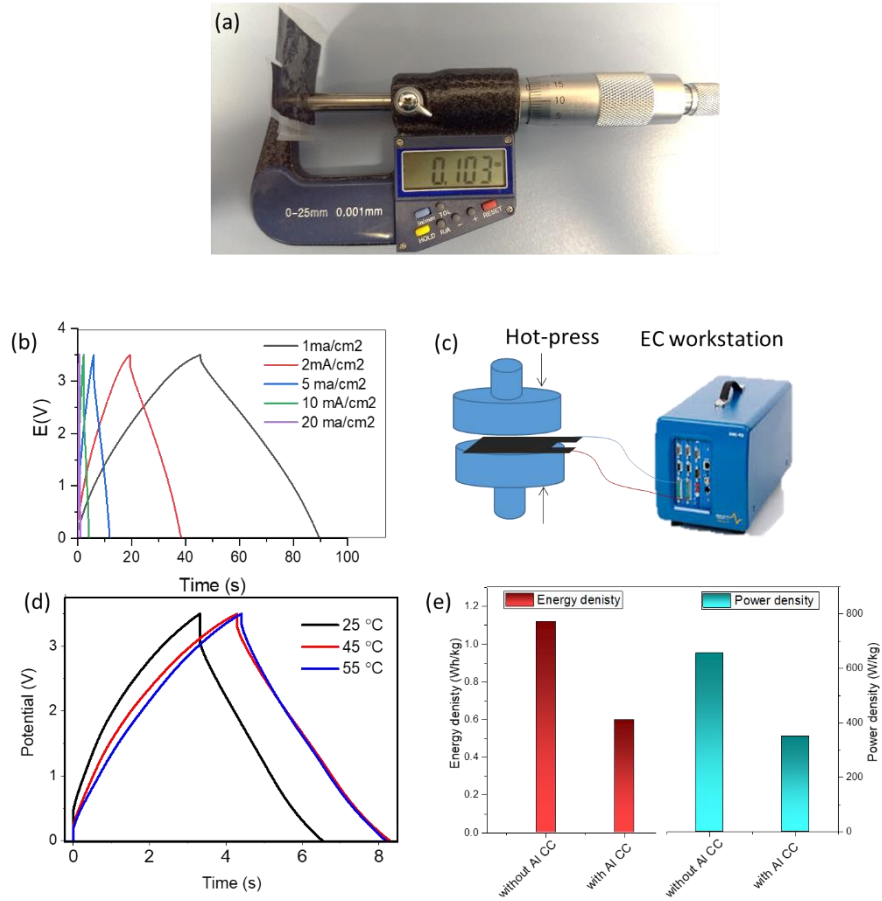 (a)
15
10
5
0.103
0-25mm 0.001mm
TOL
HOLD
RESET
(b)
4
3
2
1
0
E(V)
1ma/cm2
2mA/cm2
5 ma/cm2
10 mA/cm2
20 ma/cm2
0 20 40 60 80 100
Time (s)
(c)
Hot-press
EC workstation
(d)
3
2
0
Potential (V)
25 °C
45 °C
55 °C
0 2 4 6 8
Time (s)
(e)
Energy denisty
Power density
1.2
1.0
0.8
0.6
0.4
0.2
0.0
Energy denisty (Wh/kg)
800
600
400
200
0
Power density (W/kg)
without Al CC
with Al CC
without Al CC
with Al CC